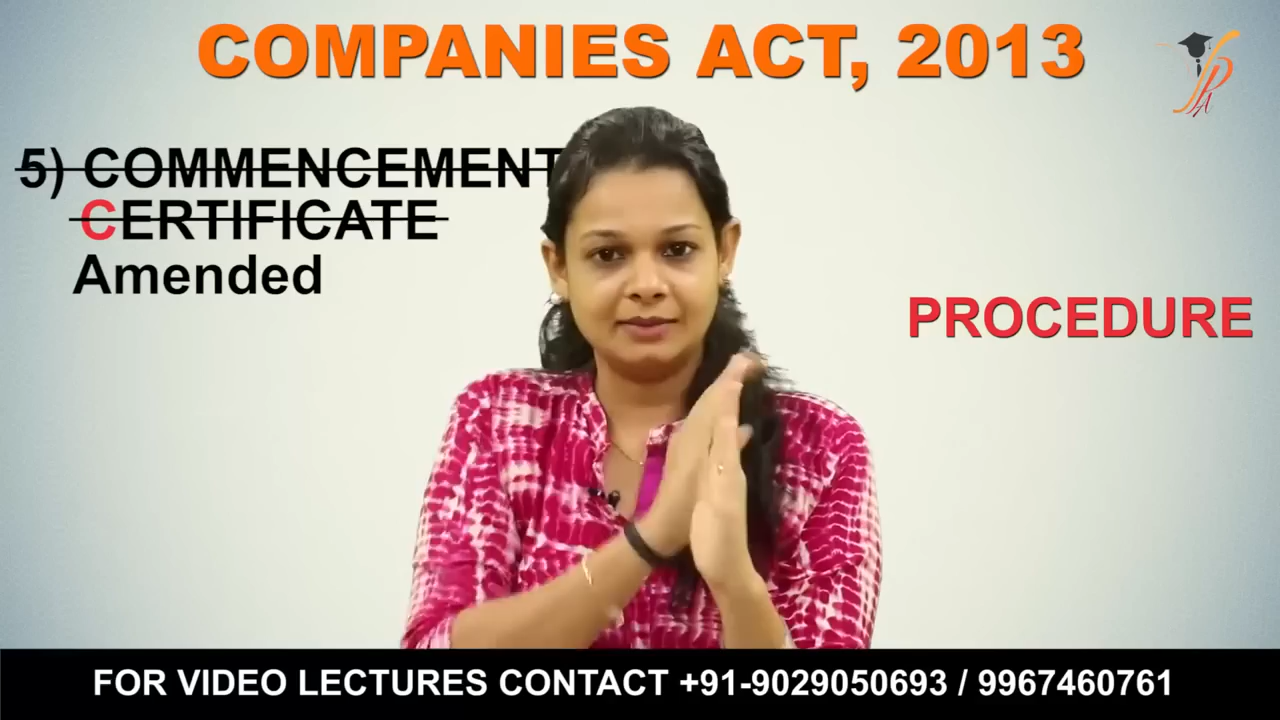 COMPANIES ACT, 2013
5) COMMENCEMENT
CERTIFICATE
Amended
PROCEDURE
FOR VIDEO LECTURES CONTACT +91-9029050693 / 9967460761